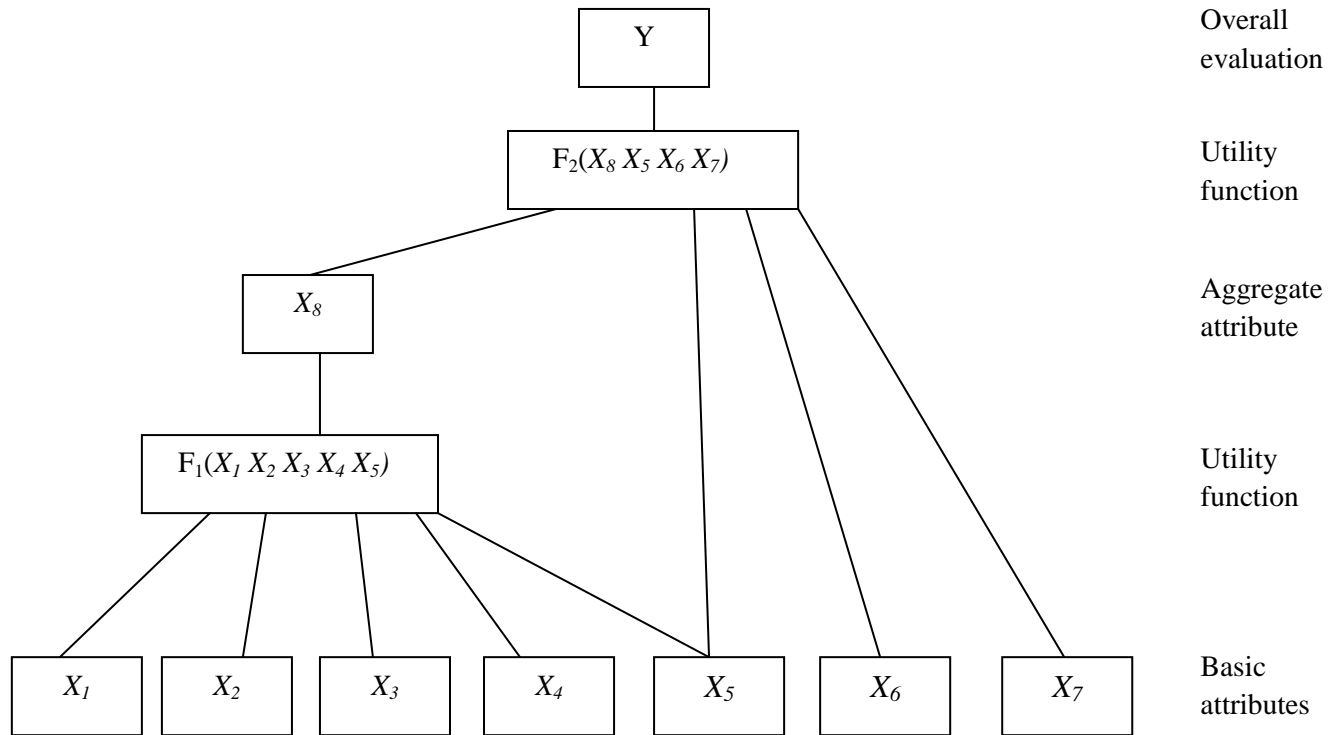 Y
Overall
evaluation
F₂(X₈ X₅ X₆ X₇)
Utility
function
X₈
Aggregate
attribute
F₁(X₁ X₂ X₃ X₄ X₅)
Utility
function
X₁ X₂ X₃ X₄ X₅ X₆ X₇
Basic
attributes